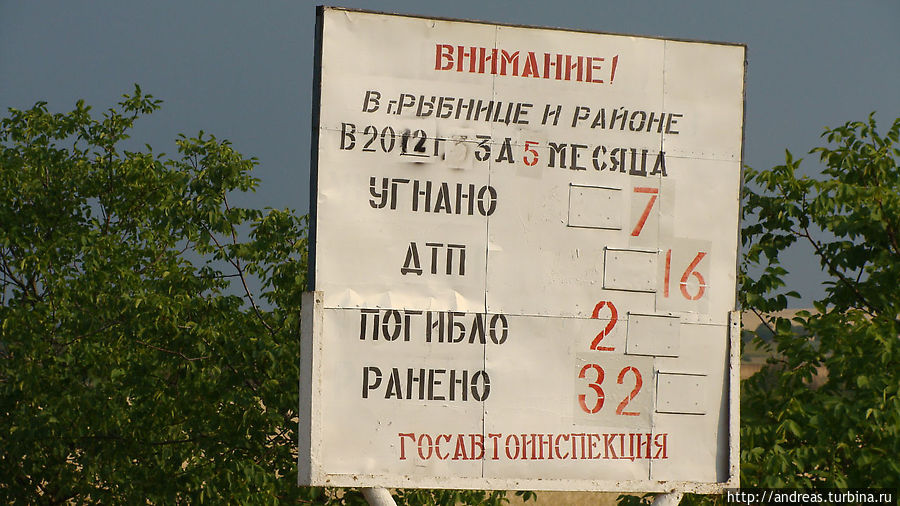 ВНИМАНИЕ!
В г.РЫБНИЦЕ И РАЙОНЕ
В 2012 г. ЗА 5 МЕСЯЦА
УГНАНО 7
ДТП 16
ПОГИБЛО 2
РАНЕНО 32
ГОСАВТОИНСПЕКЦИЯ
http://andreas.turbina.ru